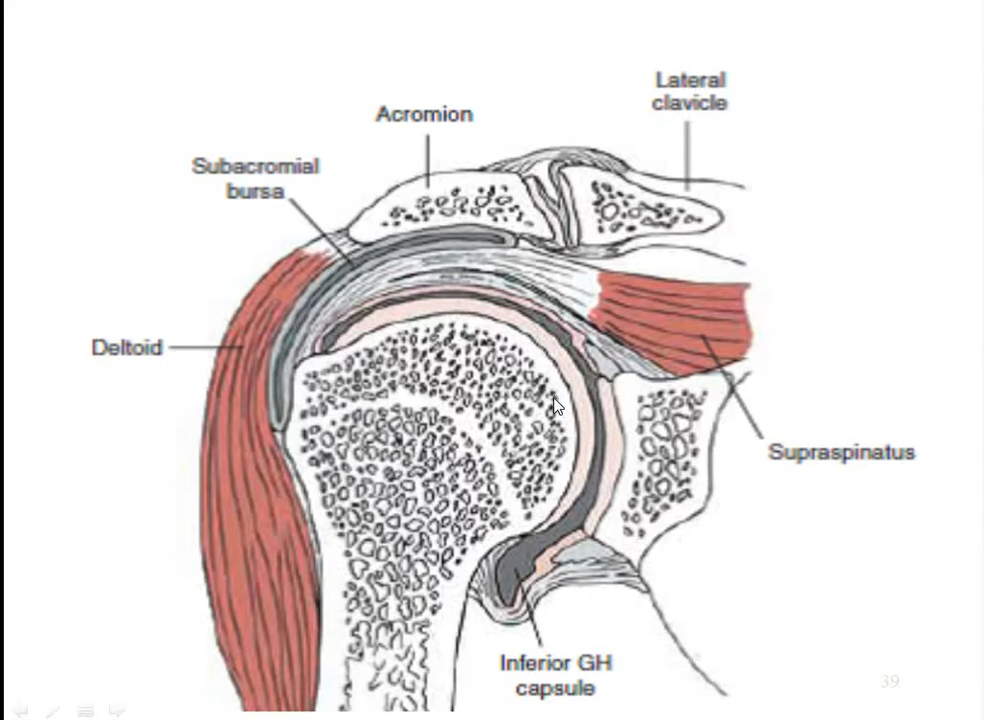 Lateral
clavicle
Acromion
Subacromial
bursa
Deltoid
Supraspinatus
Inferior GH
capsule
39